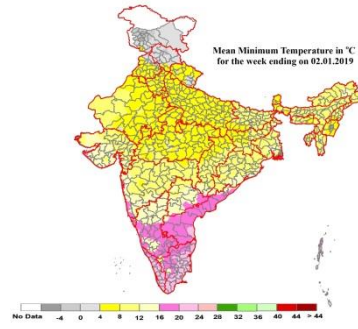 Mean Minimum Temperature in °C
for the week ending on 02.01.2019
No Data -4 0 4 8 12 16 20 24 28 32 36 40 44 > 44